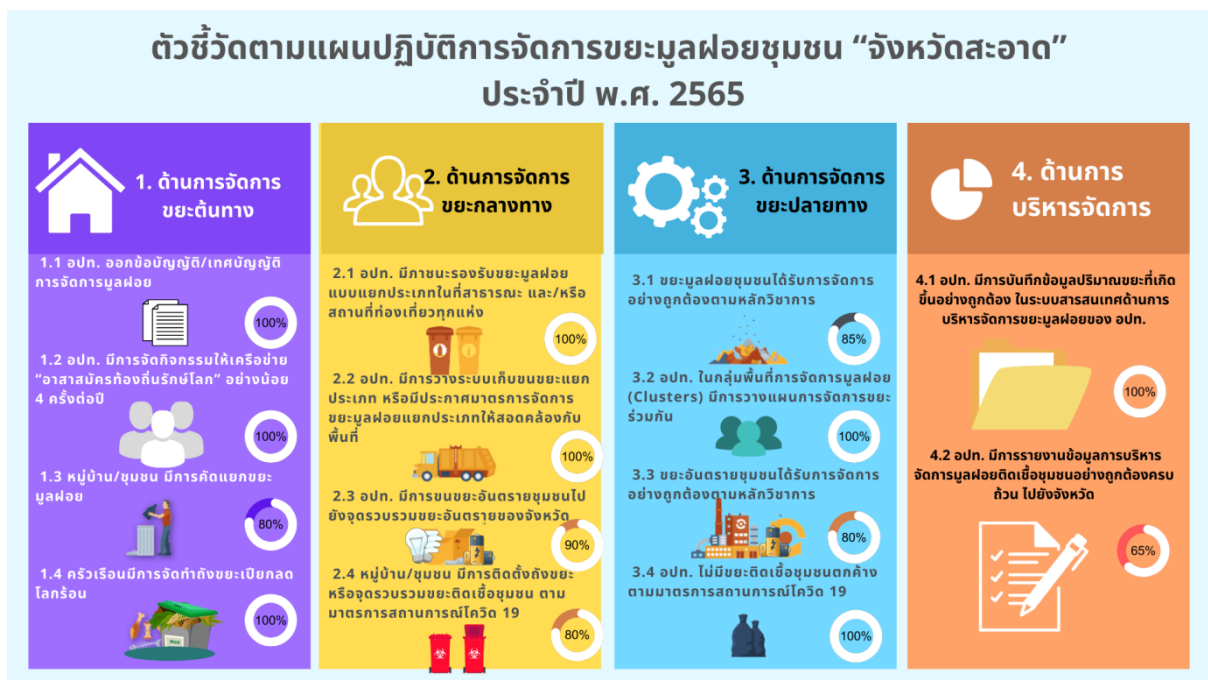 ตัวชี้วัดตามแผนปฏิบัติการจัดการขยะมูลฝอยชุมชน “จังหวัดสะอาด”
ประจำปี พ.ศ. 2565
1. ด้านการจัดการ
ขยะต้นทาง
1.1 อปท. ออกข้อบัญญัติ/เทศบัญญัติ
การจัดการมูลฝอย
100%
1.2 อปท. มีการจัดกิจกรรมให้เครือข่าย
“อาสาสมัครท้องถิ่นรักษ์โลก” อย่างน้อย
4 ครั้งต่อปี
100%
1.3 หมู่บ้าน/ชุมชน มีการคัดแยกขยะ
มูลฝอย
80%
1.4 ครัวเรือนมีการจัดทำถังขยะเปียกลด
โลกร้อน
100%
2. ด้านการจัดการ
ขยะกลางทาง
2.1 อปท. มีภาชนะรองรับขยะมูลฝอย
แบบแยกประเภทในที่สาธารณะ และ/หรือ
สถานที่ท่องเที่ยวทุกแห่ง
100%
2.2 อปท. มีการวางระบบเก็บขนขยะแยก
ประเภท หรือมีประกาศมาตรการจัดการ
ขยะมูลฝอยแยกประเภทให้สอดคล้องกับ
พื้นที่
100%
2.3 อปท. มีการขนขยะอันตรายชุมชนไป
ยังจุดรวบรวมขยะอันตรายของจังหวัด
90%
2.4 หมู่บ้าน/ชุมชน มีการติดตั้งถังขยะ
หรือจุดรวบรวมขยะติดเชื้อชุมชน ตาม
มาตรการสถานการณ์โควิด 19
80%
3. ด้านการจัดการ
ขยะปลายทาง
3.1 ขยะมูลฝอยชุมชนได้รับการจัดการ
อย่างถูกต้องตามหลักวิชาการ
85%
3.2 อปท. ในกลุ่มพื้นที่การจัดการมูลฝอย
(Clusters) มีการวางแผนการจัดการขยะ
ร่วมกัน
100%
3.3 ขยะอันตรายชุมชนได้รับการจัดการ
อย่างถูกต้องตามหลักวิชาการ
80%
3.4 อปท. ไม่มีขยะติดเชื้อชุมชนตกค้าง
ตามมาตรการสถานการณ์โควิด 19
100%
4. ด้านการ
บริหารจัดการ
4.1 อปท. มีการบันทึกข้อมูลปริมาณขยะที่เกิด
ขึ้นอย่างถูกต้อง ในระบบสารสนเทศด้านการ
บริหารจัดการขยะมูลฝอยของ อปท.
100%
4.2 อปท. มีการรายงานข้อมูลการบริหาร
จัดการมูลฝอยติดเชื้อชุมชนอย่างถูกต้องครบ
ถ้วน ไปยังจังหวัด
65%